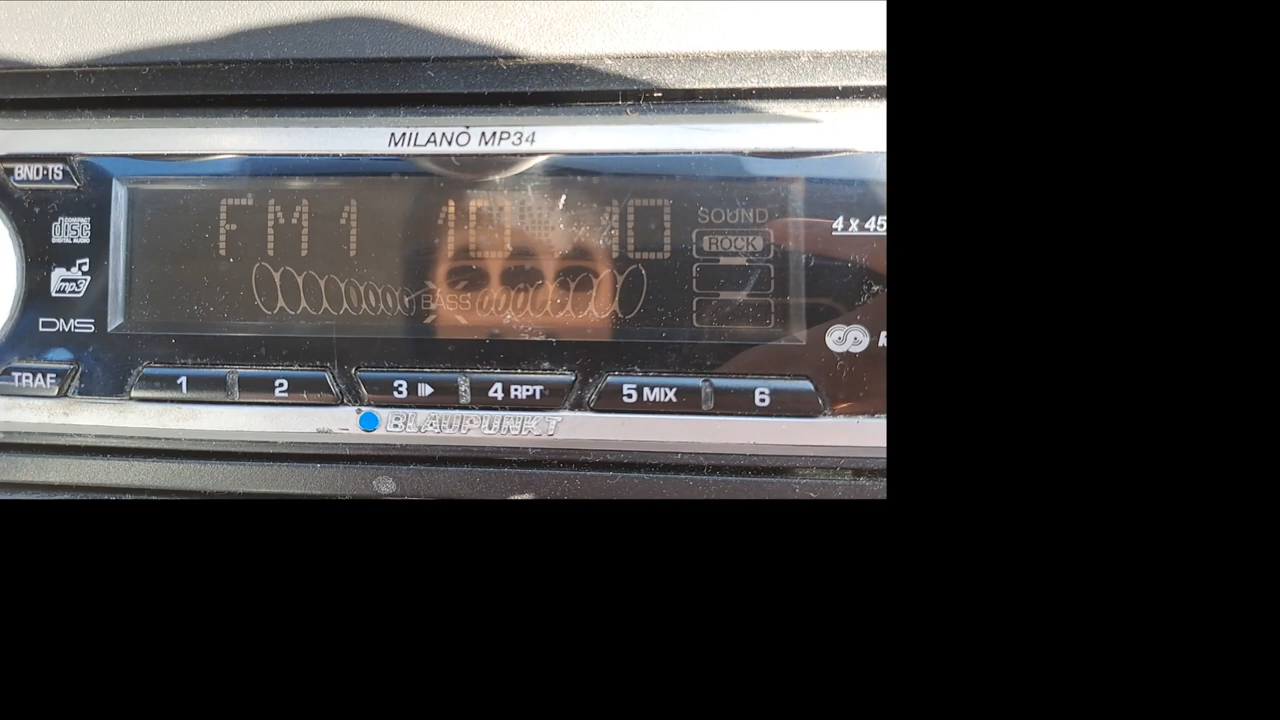 MILANO MP34
BND·TS
FM1
SOUND
ROCK
4 x 45
COMPACT
disc
DIGITAL AUDIO
mp3
BASS
DMS
TRAF
1
2
3
4 RPT
5 MIX
6
BLAUPUNKT